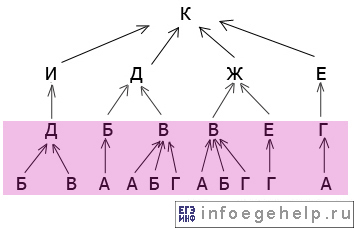 К
И Д Ж Е
Д Б В В Е Г
Б В А А Б Г А Б Г Г А
ЕГЭ ИНФ infoegehelp.ru